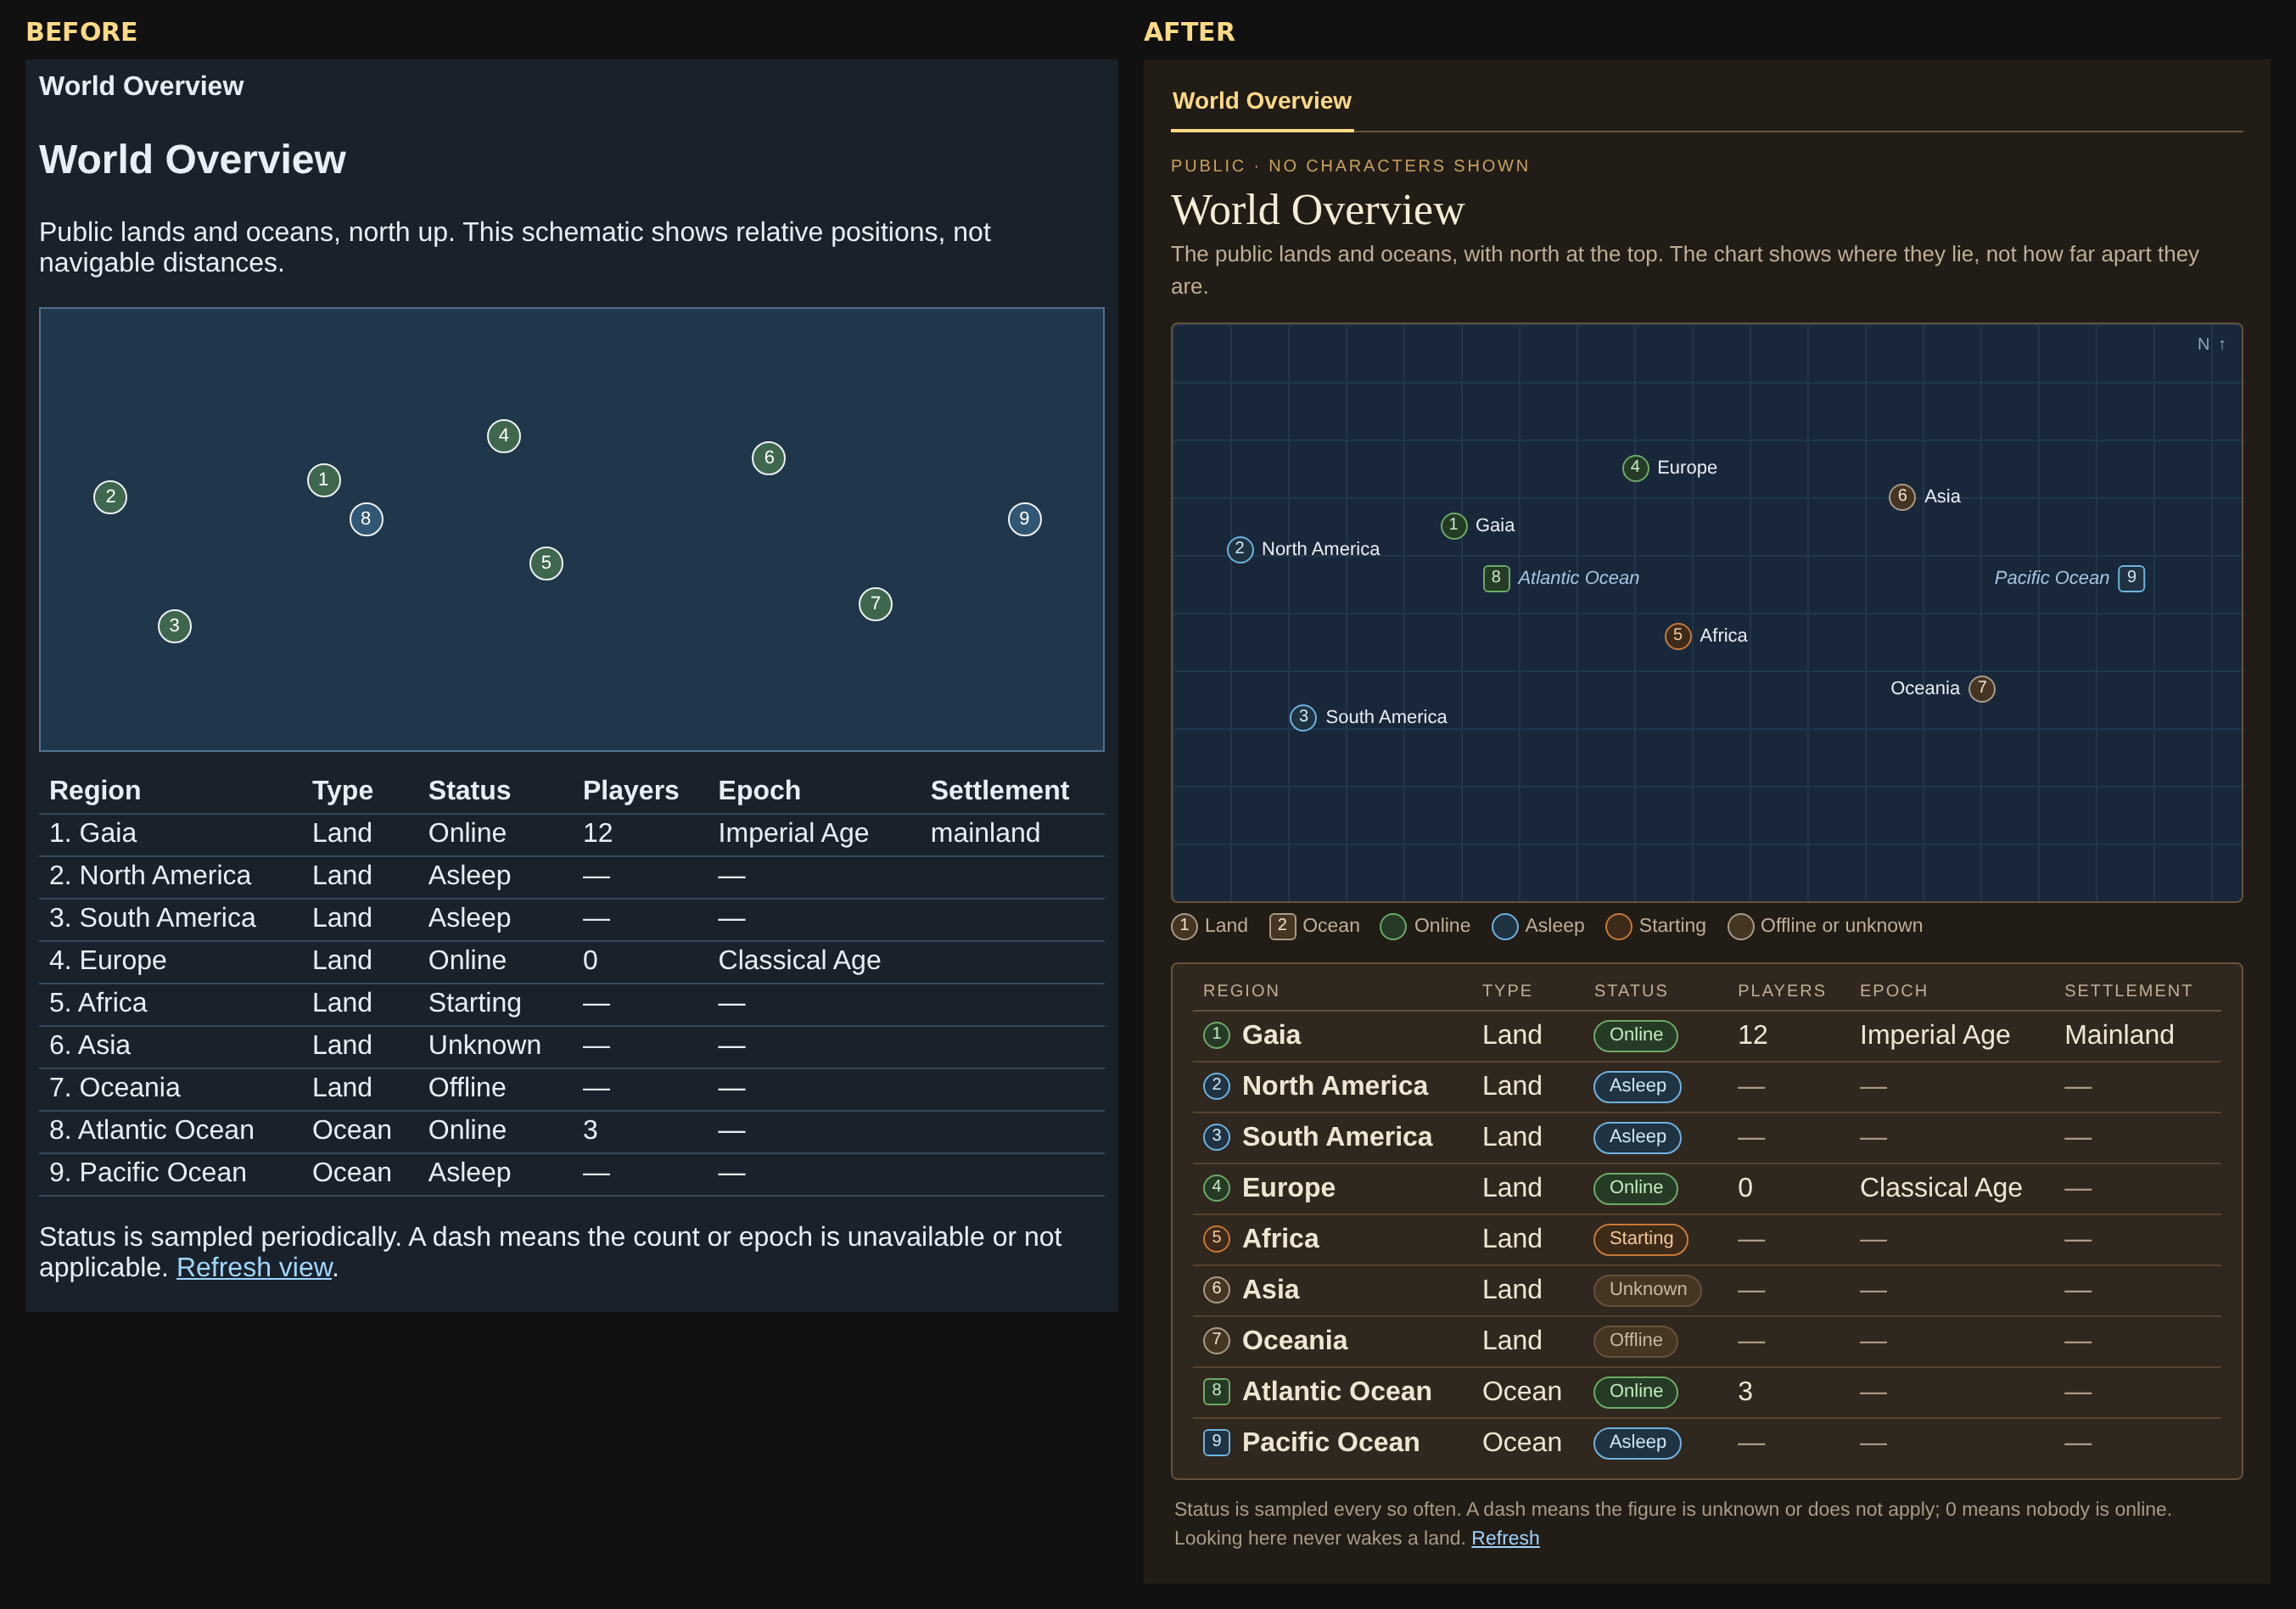 BEFORE
World Overview
World Overview
Public lands and oceans, north up. This schematic shows relative positions, not
navigable distances.
4
6
1
2
8
9
5
7
3
Region Type Status Players Epoch Settlement
1. Gaia Land Online 12 Imperial Age mainland
2. North America Land Asleep — —
3. South America Land Asleep — —
4. Europe Land Online 0 Classical Age
5. Africa Land Starting — —
6. Asia Land Unknown — —
7. Oceania Land Offline — —
8. Atlantic Ocean Ocean Online 3 —
9. Pacific Ocean Ocean Asleep — —
Status is sampled periodically. A dash means the count or epoch is unavailable or not
applicable. Refresh view.
AFTER
World Overview
PUBLIC · NO CHARACTERS SHOWN
World Overview
The public lands and oceans, with north at the top. The chart shows where they lie, not how far apart they
are.
N ↑
4 Europe
6 Asia
1 Gaia
2 North America
8 Atlantic Ocean
Pacific Ocean 9
5 Africa
Oceania 7
3 South America
1 Land 2 Ocean Online Asleep Starting Offline or unknown
REGION TYPE STATUS PLAYERS EPOCH SETTLEMENT
1 Gaia Land Online 12 Imperial Age Mainland
2 North America Land Asleep — — —
3 South America Land Asleep — — —
4 Europe Land Online 0 Classical Age —
5 Africa Land Starting — — —
6 Asia Land Unknown — — —
7 Oceania Land Offline — — —
8 Atlantic Ocean Ocean Online 3 — —
9 Pacific Ocean Ocean Asleep — — —
Status is sampled every so often. A dash means the figure is unknown or does not apply; 0 means nobody is online.
Looking here never wakes a land. Refresh